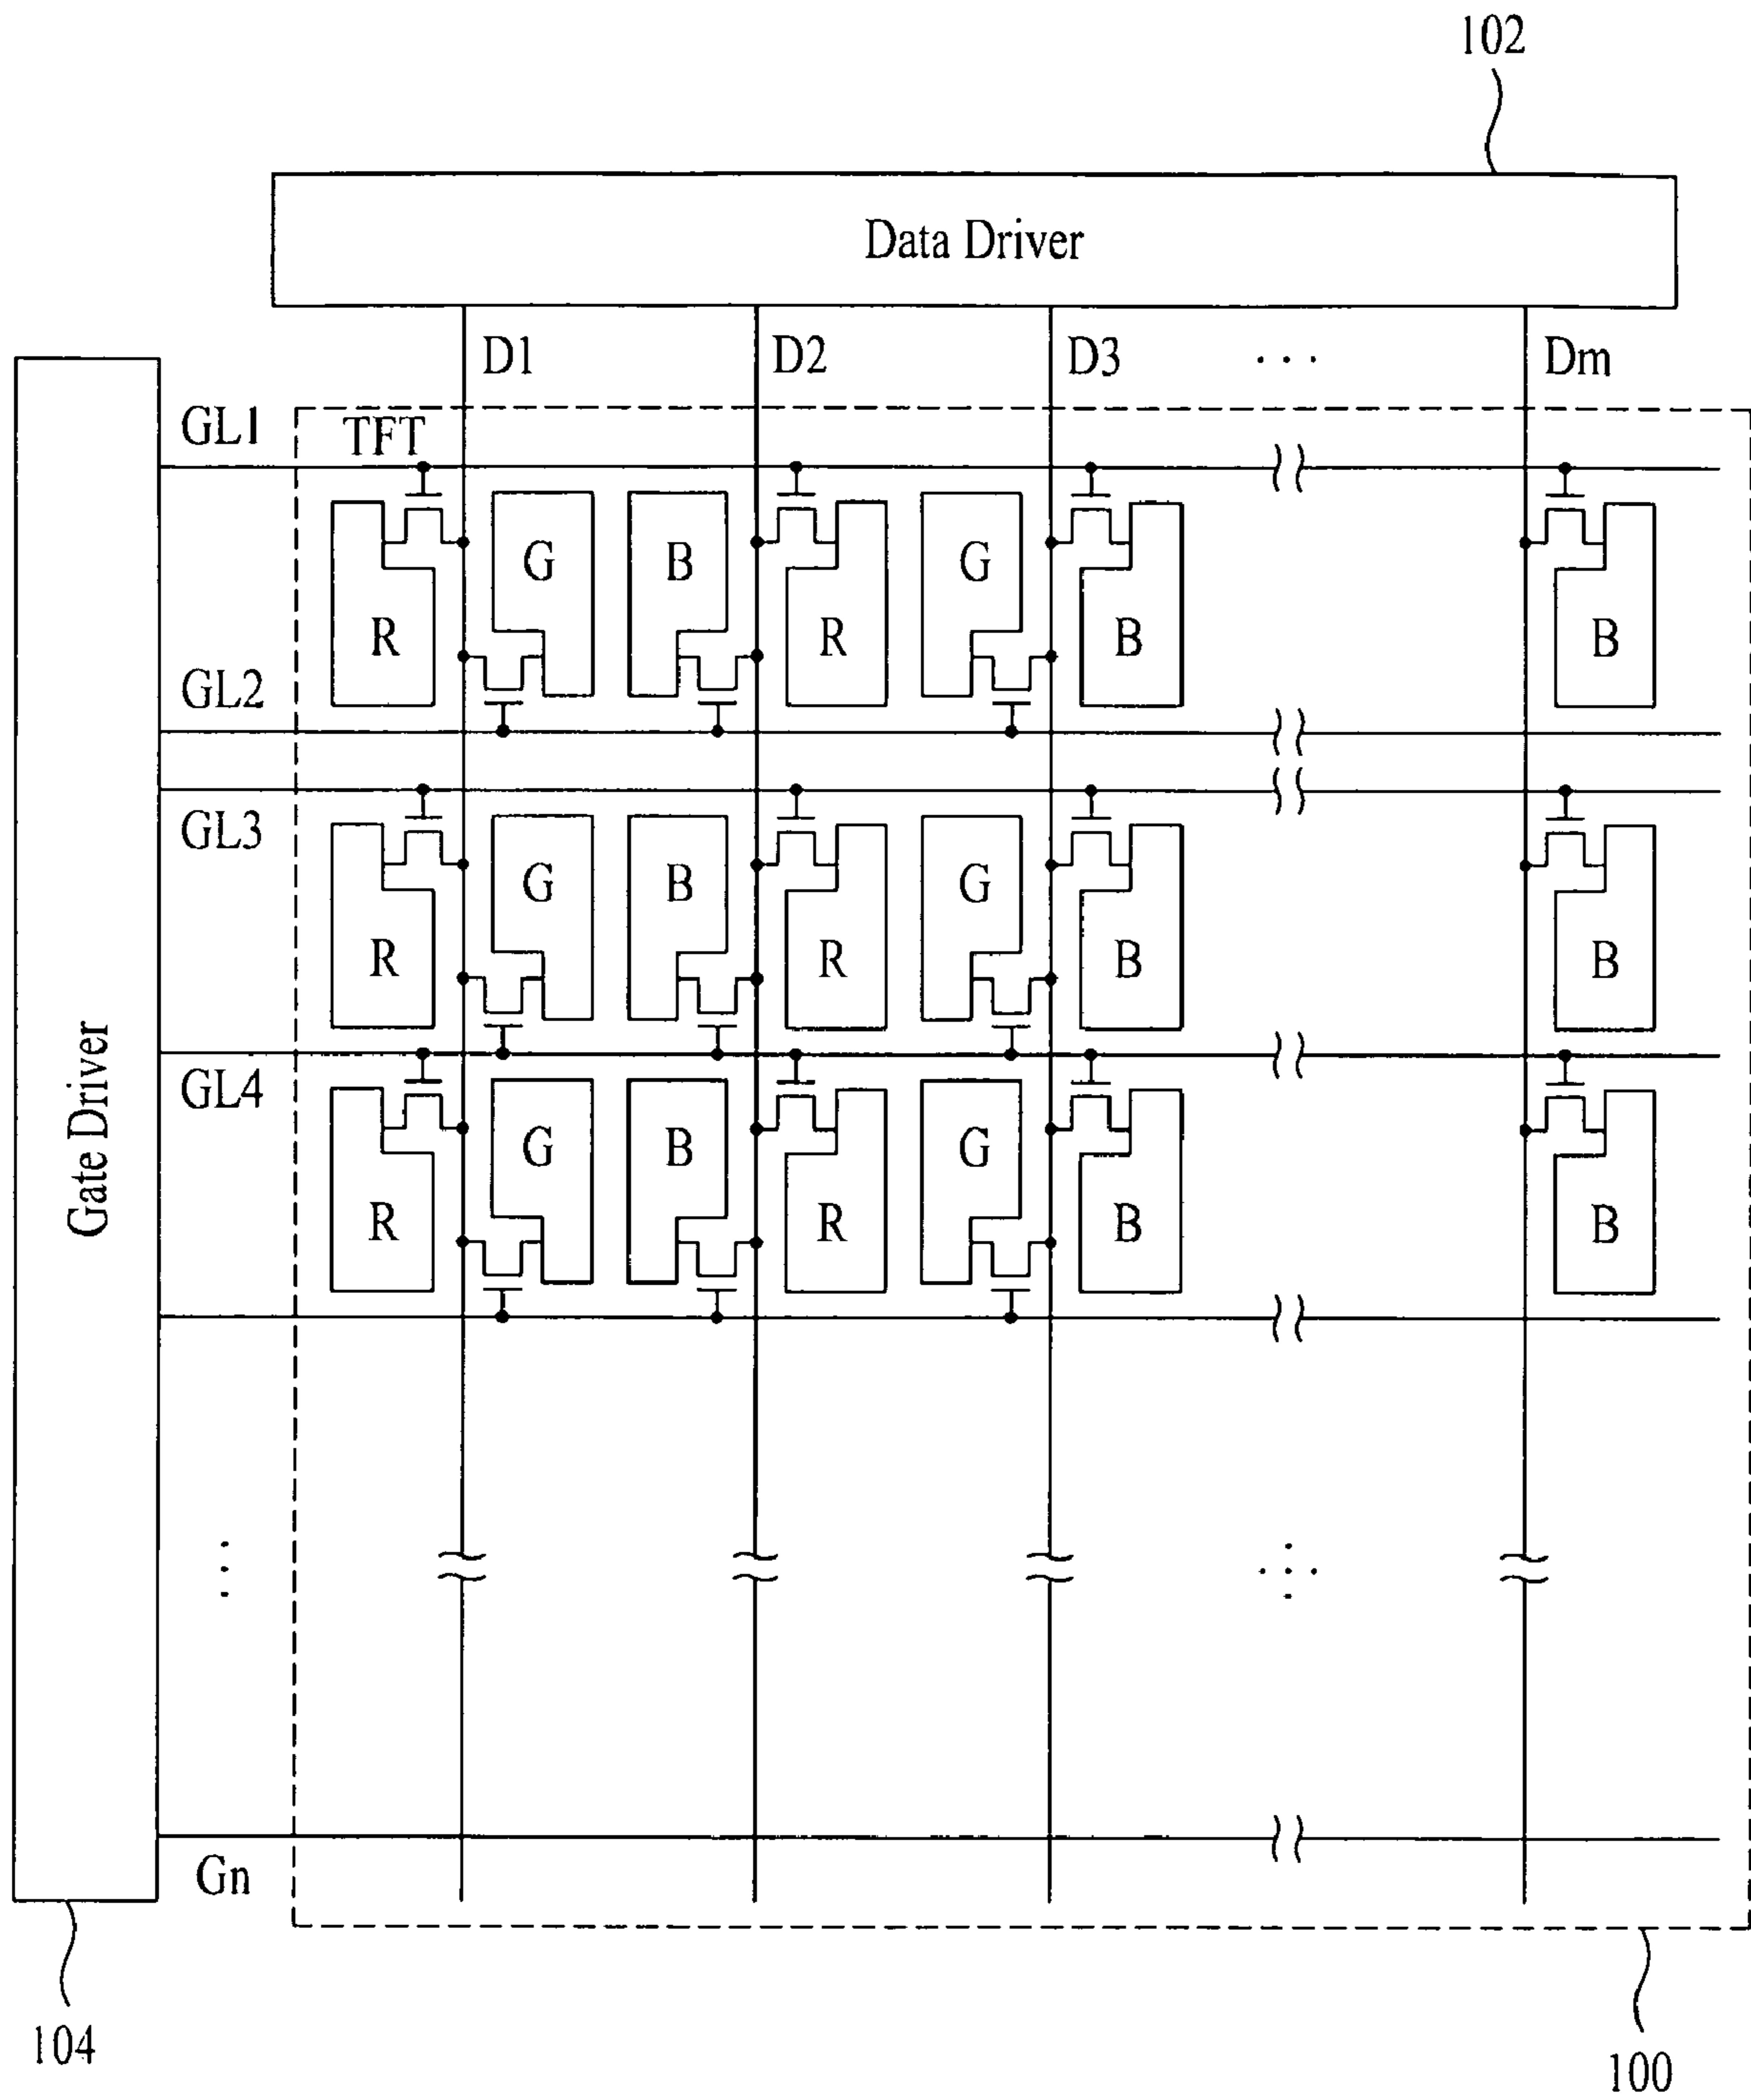 102
Data Driver
D1 D2 D3 ... Dm
GL1 TFT
G B G
R R B B
GL2
GL3
G B G
R R B B
GL4
G B G
R R B B
Gate Driver
Gn
104
100